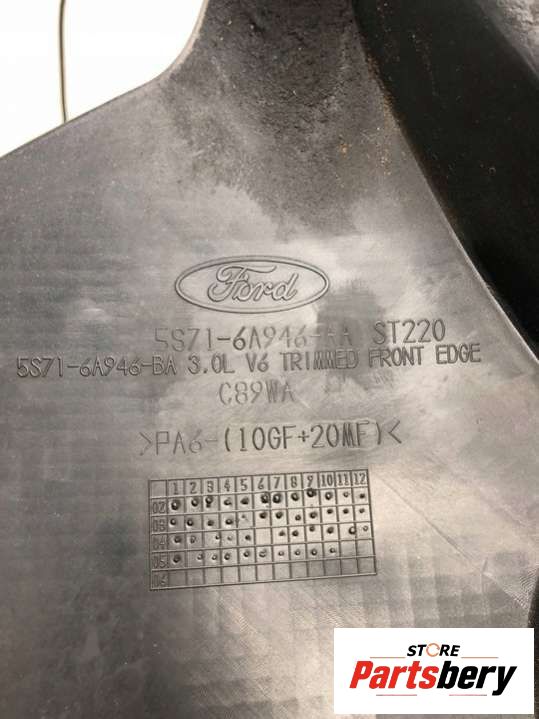 Ford
5S71-6A946-AA ST220
5S71-6A946-BA 3.0L V6 TRIMMED FRONT EDGE
C89WA
>PA6-(10GF+20MF)<
1 2 3 4 5 6 7 8 9 10 11 12
02
03
04
05
06
STORE
Partsbery